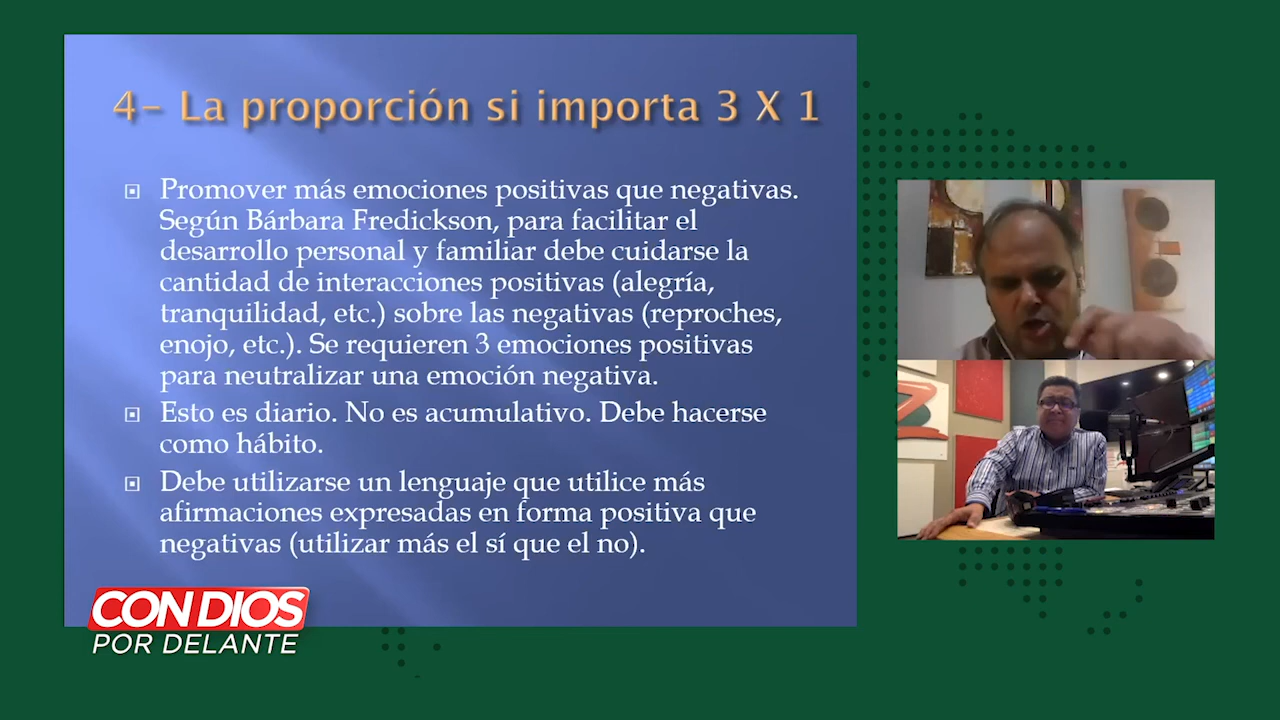 4- La proporción si importa 3 X 1
Promover más emociones positivas que negativas.
Según Bárbara Fredickson, para facilitar el
desarrollo personal y familiar debe cuidarse la
cantidad de interacciones positivas (alegría,
tranquilidad, etc.) sobre las negativas (reproches,
enojo, etc.). Se requieren 3 emociones positivas
para neutralizar una emoción negativa.
Esto es diario. No es acumulativo. Debe hacerse
como hábito.
Debe utilizarse un lenguaje que utilice más
afirmaciones expresadas en forma positiva que
negativas (utilizar más el sí que el no).
CON DIOS
POR DELANTE